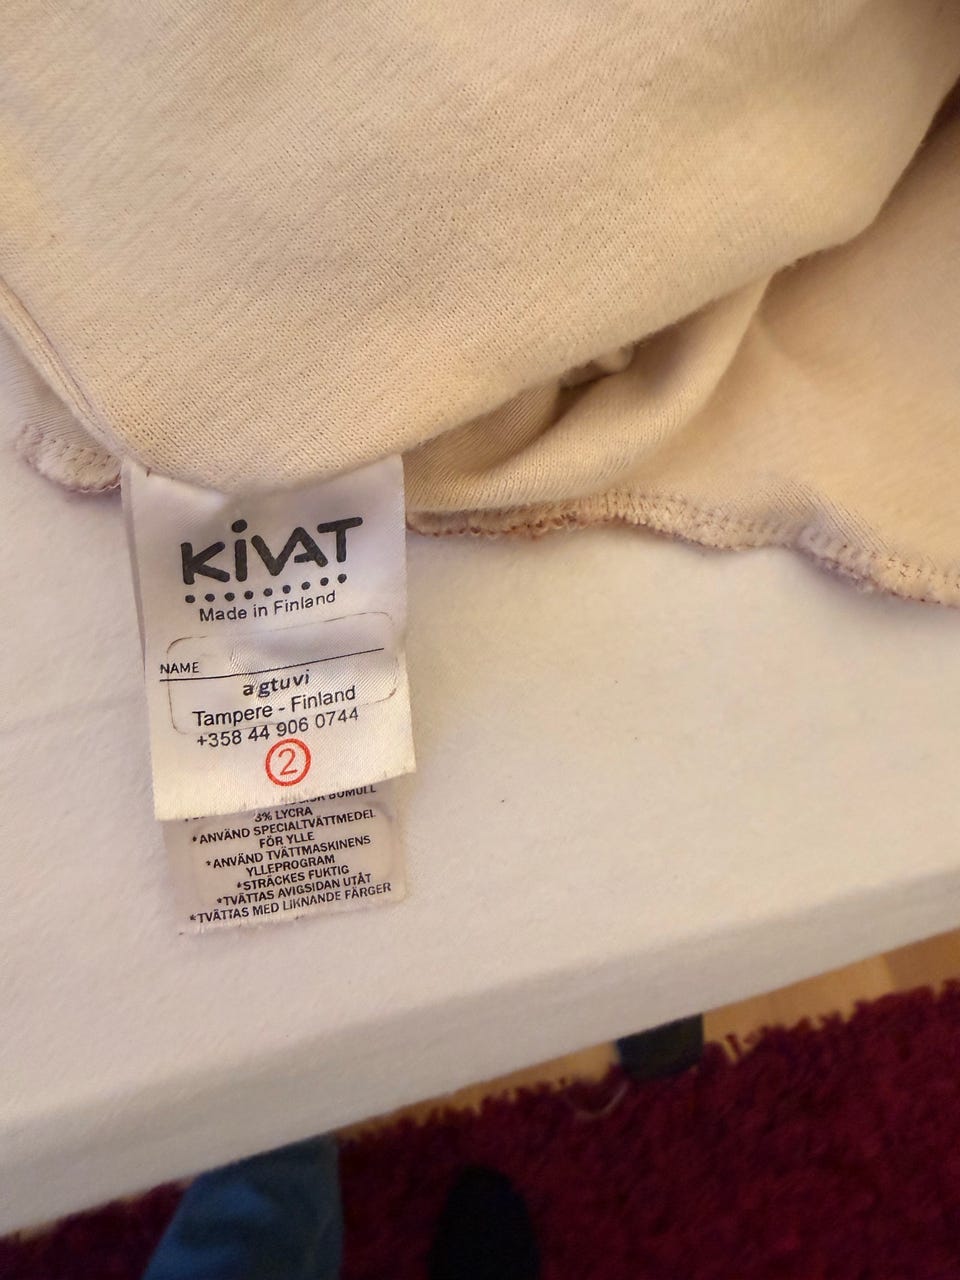 KiVAT
Made in Finland
NAME
agtuvi
Tampere - Finland
+358 44 906 0744
2
BOMULL
3% LYCRA
*ANVÄND SPECIALTVÄTTMEDEL
FÖR YLLE
*ANVÄND TVÄTTMASKINENS
YLLEPROGRAM
*STRÄCKES FUKTIG
*TVÄTTAS AVIGSIDAN UTÅT
*TVÄTTAS MED LIKNANDE FÄRGER